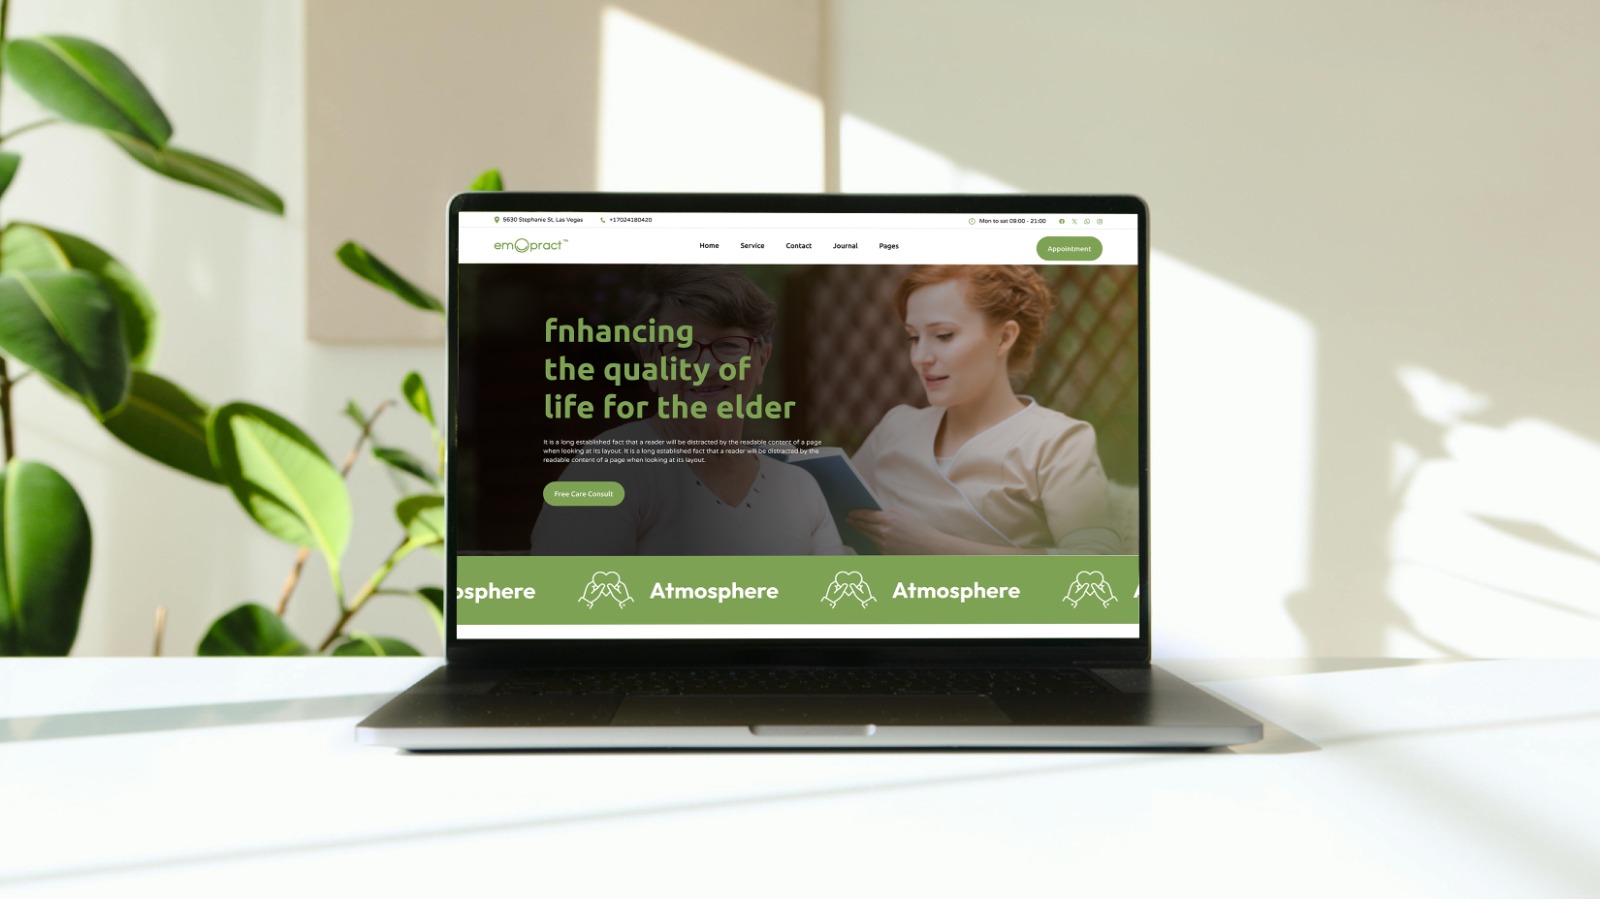 5630 Stephanie St, Las Vegas +17024180420 Mon to sat 09:00 - 21:00
emopract™ Home Service Contact Journal Pages Appointment
fnhancing
the quality of
life for the elder
It is a long established fact that a reader will be distracted by the readable content of a page
when looking at its layout. It is a long established fact that a reader will be distracted by the
readable content of a page when looking at its layout.
Free Care Consult
osphere Atmosphere Atmosphere A